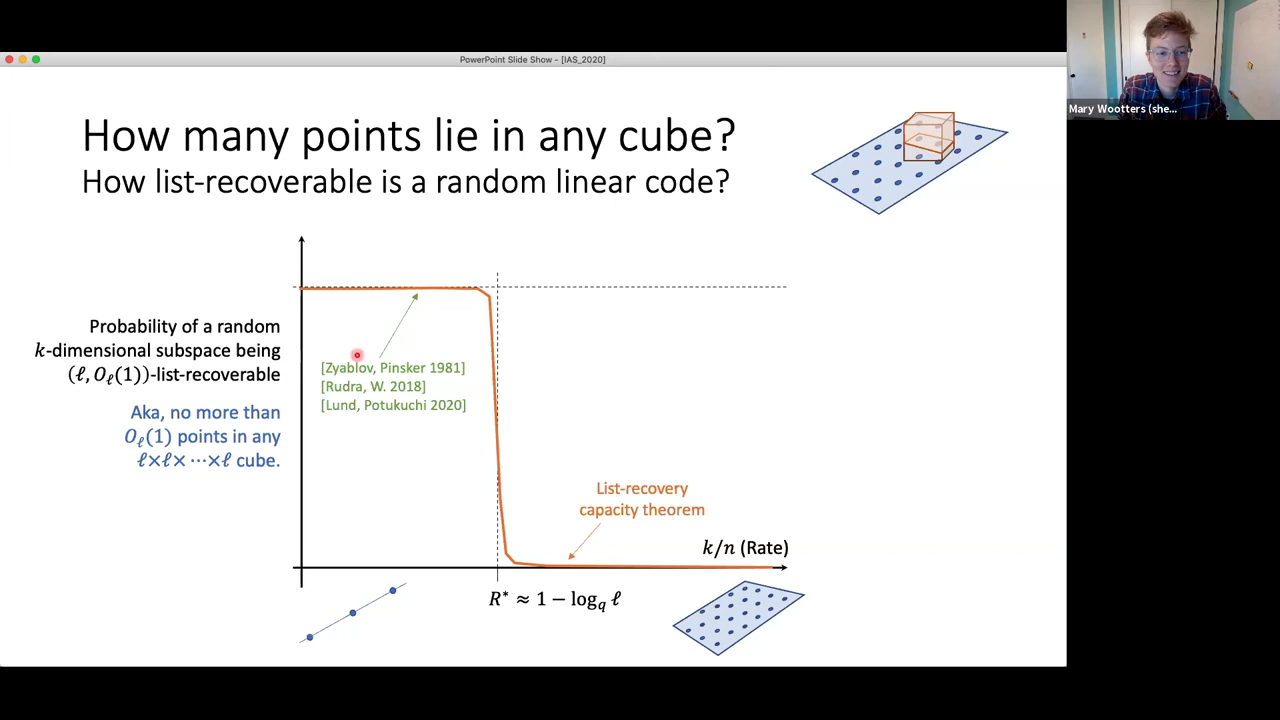 PowerPoint Slide Show - [IAS_2020]
Mary Wootters (she...
How many points lie in any cube?
How list-recoverable is a random linear code?
Probability of a random
k-dimensional subspace being
(ℓ, Oℓ(1))-list-recoverable
Aka, no more than
Oℓ(1) points in any
ℓ×ℓ× ⋯×ℓ cube.
[Zyablov, Pinsker 1981]
[Rudra, W. 2018]
[Lund, Potukuchi 2020]
List-recovery
capacity theorem
k/n (Rate)
R* ≈ 1 − log_q ℓ